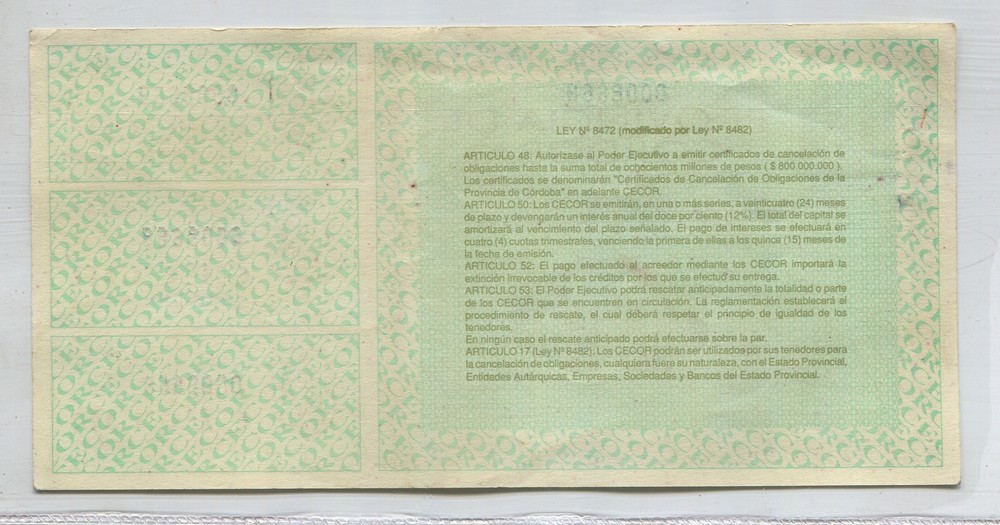 LEY Nº 8472 (modificado por Ley Nº 8482)
ARTICULO 48: Autorízase al Poder Ejecutivo a emitir certificados de cancelación de
obligaciones hasta la suma total de ochocientos millones de pesos ( $ 800.000.000 ).
Los certificados se denominarán "Certificados de Cancelación de Obligaciones de la
Provincia de Córdoba" en adelante CECOR.
ARTICULO 50: Los CECOR se emitirán, en una o más series, a veinticuatro (24) meses
de plazo y devengarán un interés anual del doce por ciento (12%). El total del capital se
amortizará al vencimiento del plazo señalado. El pago de intereses se efectuará en
cuatro (4) cuotas trimestrales, venciendo la primera de ellas a los quince (15) meses de
la fecha de emisión.
ARTICULO 52: El pago efectuado al acreedor mediante los CECOR importará la
extinción irrevocable de los créditos por los que se efectuó su entrega.
ARTICULO 53: El Poder Ejecutivo podrá rescatar anticipadamente la totalidad o parte
de los CECOR que se encuentren en circulación. La reglamentación establecerá el
procedimiento de rescate, el cual deberá respetar el principio de igualdad de los
tenedores.
En ningún caso el rescate anticipado podrá efectuarse sobre la par.
ARTICULO 17 (Ley Nº 8482): Los CECOR podrán ser utilizados por sus tenedores para
la cancelación de obligaciones, cualquiera fuere su naturaleza, con el Estado Provincial,
Entidades Autárquicas, Empresas, Sociedades y Bancos del Estado Provincial.